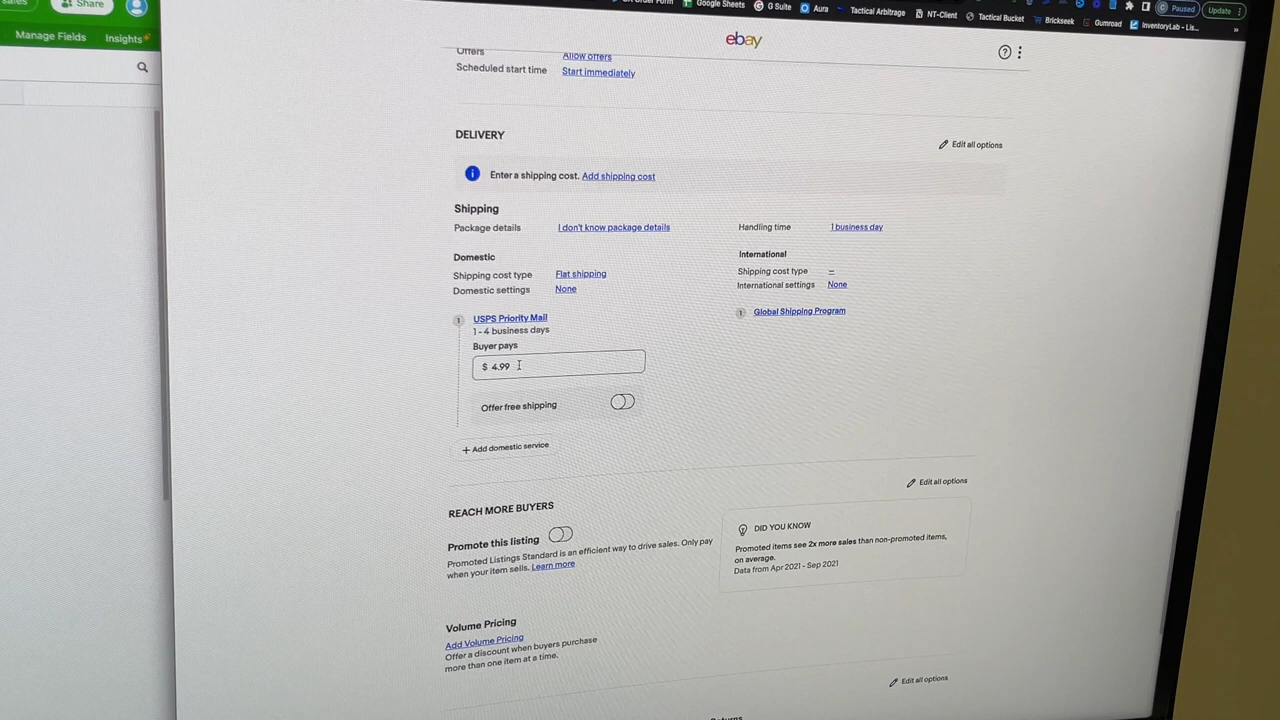 Share
Manage Fields
Insights
Google Sheets
G Suite
Aura
Tactical Arbitrage
NT-Client
Tactical Bucket
Brickseek
Gumroad
InventoryLab - Lis...
Paused
Update
ebay
Offers
Allow offers
Scheduled start time
Start immediately
DELIVERY
Edit all options
Enter a shipping cost. Add shipping cost
Shipping
Package details
I don't know package details
Handling time
1 business day
Domestic
International
Shipping cost type
Flat shipping
Shipping cost type
–
Domestic settings
None
International settings
None
1
USPS Priority Mail
1
Global Shipping Program
1 - 4 business days
Buyer pays
$ 4.99
Offer free shipping
+ Add domestic service
Edit all options
REACH MORE BUYERS
Promote this listing
Promoted Listings Standard is an efficient way to drive sales. Only pay
when your item sells. Learn more
DID YOU KNOW
Promoted items see 2x more sales than non-promoted items,
on average.
Data from Apr 2021 - Sep 2021
Volume Pricing
Add Volume Pricing
Offer a discount when buyers purchase
more than one item at a time.
Edit all options